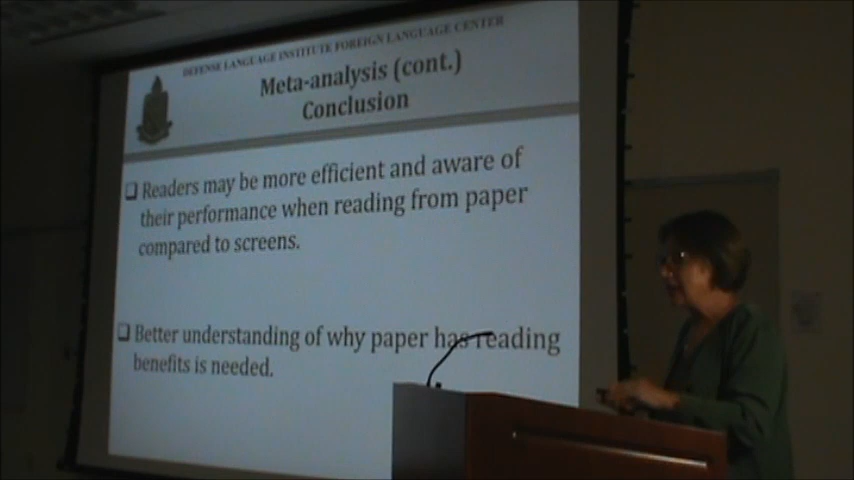 DEFENSE LANGUAGE INSTITUTE FOREIGN LANGUAGE CENTER
Meta-analysis (cont.)
Conclusion
Readers may be more efficient and aware of
their performance when reading from paper
compared to screens.
Better understanding of why paper has reading
benefits is needed.